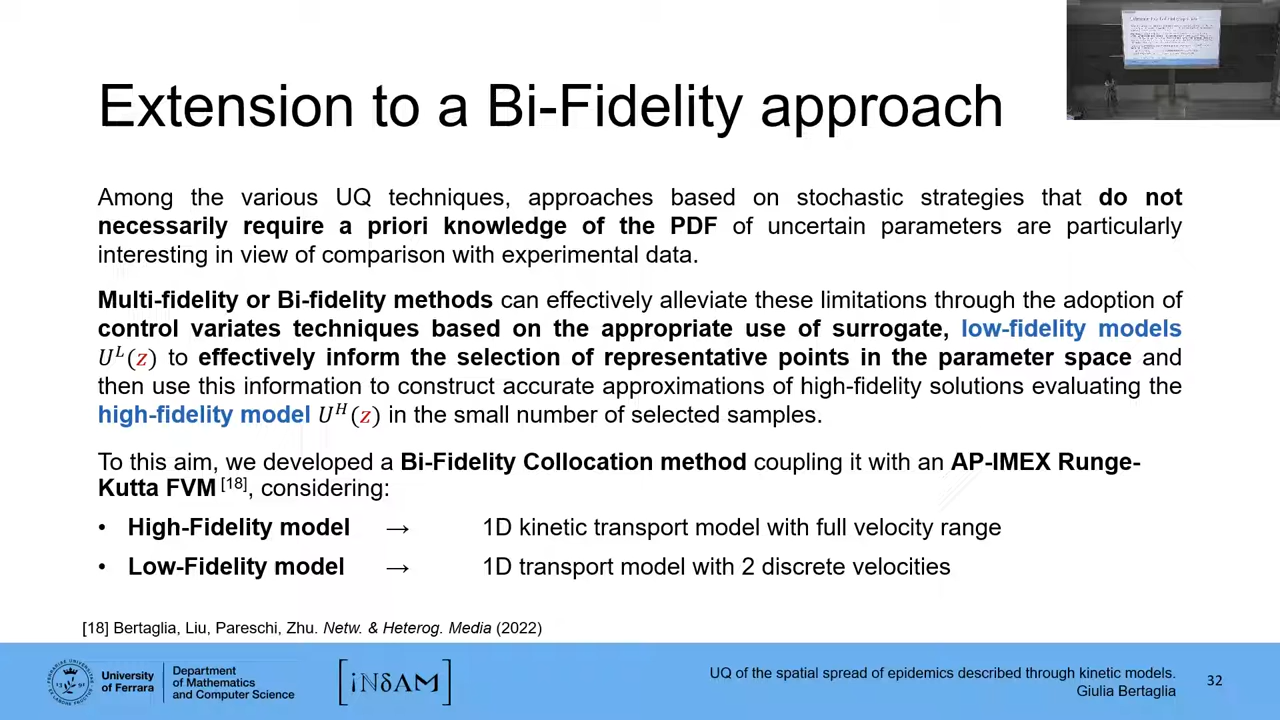 Extension to a Bi-Fidelity approach
Among the various UQ techniques, approaches based on stochastic strategies that do not
necessarily require a priori knowledge of the PDF of uncertain parameters are particularly
interesting in view of comparison with experimental data.
Multi-fidelity or Bi-fidelity methods can effectively alleviate these limitations through the adoption of
control variates techniques based on the appropriate use of surrogate, low-fidelity models
U^L(z) to effectively inform the selection of representative points in the parameter space and
then use this information to construct accurate approximations of high-fidelity solutions evaluating the
high-fidelity model U^H(z) in the small number of selected samples.
To this aim, we developed a Bi-Fidelity Collocation method coupling it with an AP-IMEX Runge-
Kutta FVM [18], considering:
• High-Fidelity model → 1D kinetic transport model with full velocity range
• Low-Fidelity model → 1D transport model with 2 discrete velocities
[18] Bertaglia, Liu, Pareschi, Zhu. Netw. & Heterog. Media (2022)
University
of Ferrara
Department
of Mathematics
and Computer Science
iNδAM
UQ of the spatial spread of epidemics described through kinetic models.
Giulia Bertaglia
32